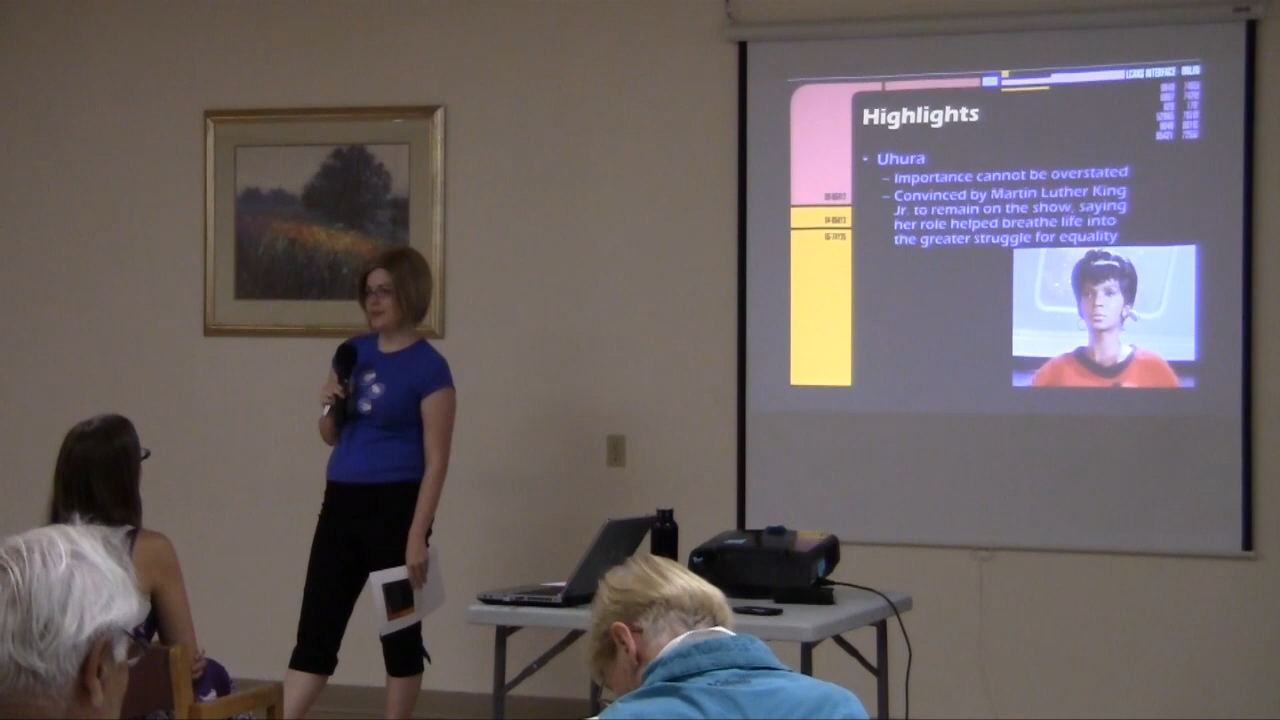 LCARS INTERFACE ONLINE
Highlights
• Uhura
– Importance cannot be overstated
– Convinced by Martin Luther King
Jr. to remain on the show, saying
her role helped breathe life into
the greater struggle for equality